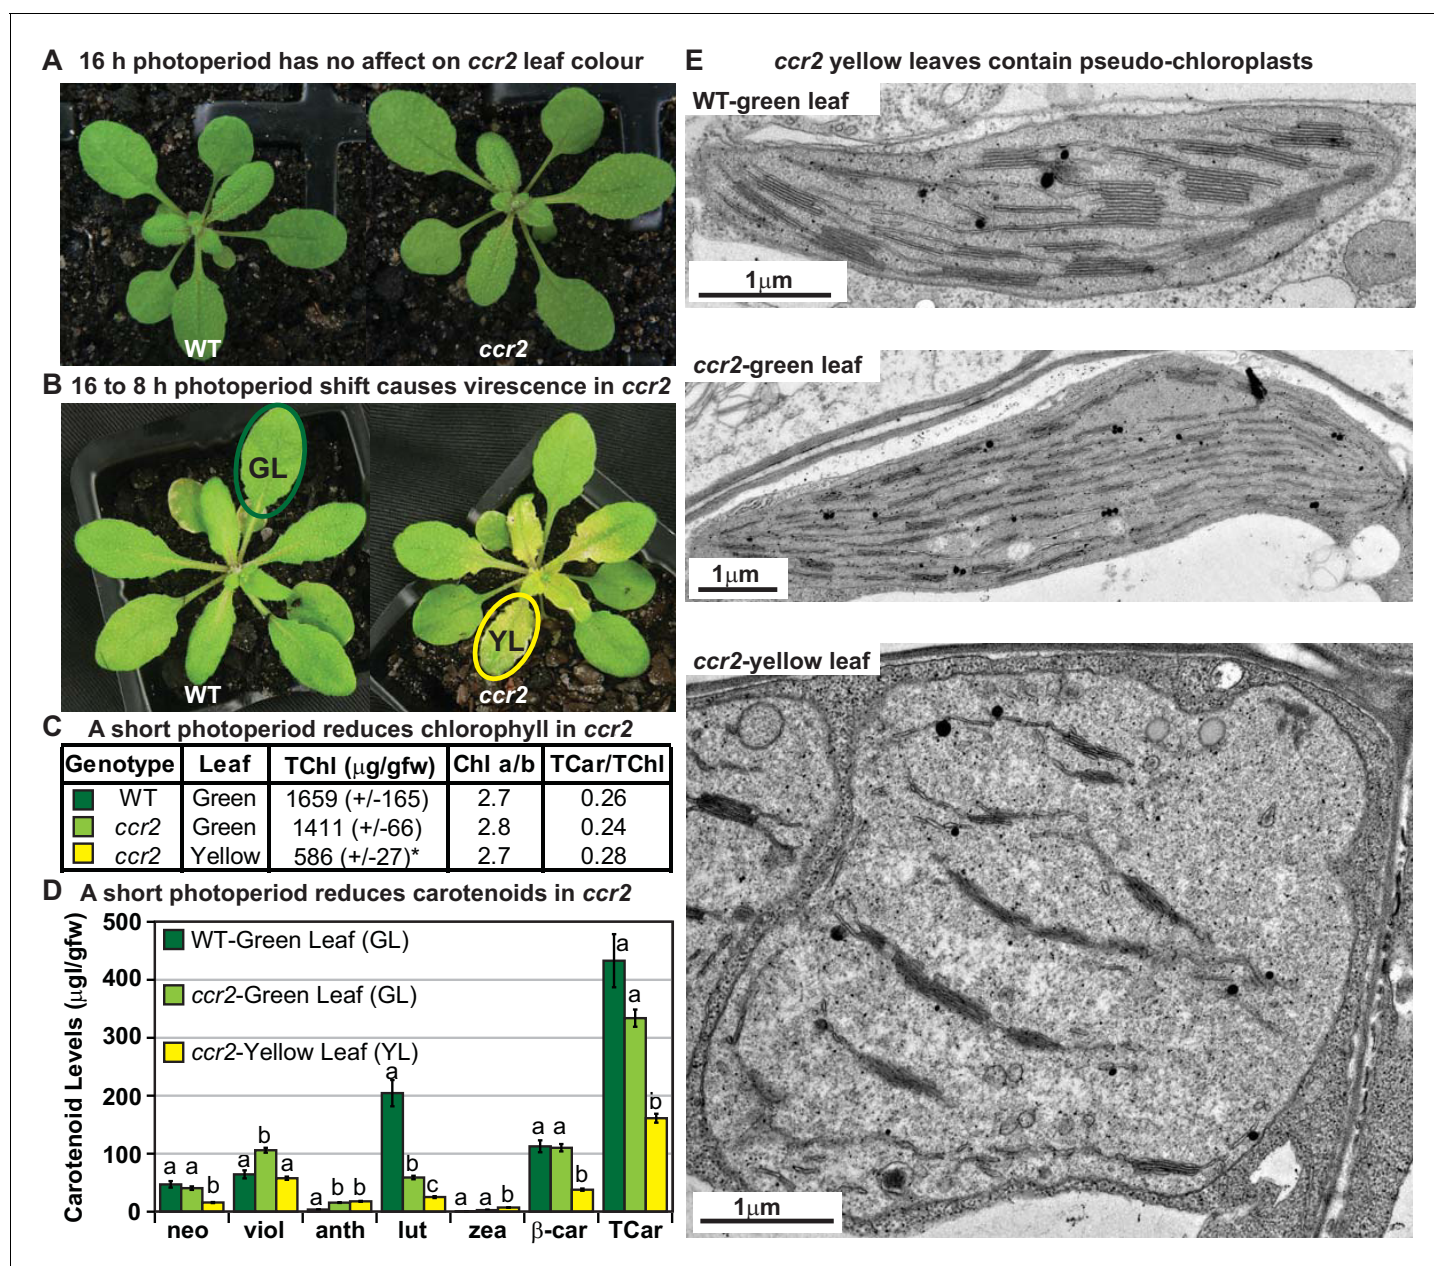 A 16 h photoperiod has no affect on ccr2 leaf colour
WT
ccr2
B 16 to 8 h photoperiod shift causes virescence in ccr2
GL
YL
WT
ccr2
C A short photoperiod reduces chlorophyll in ccr2
Genotype Leaf TChl (μg/gfw) Chl a/b TCar/TChl
WT Green 1659 (+/-165) 2.7 0.26
ccr2 Green 1411 (+/-66) 2.8 0.24
ccr2 Yellow 586 (+/-27)* 2.7 0.28
D A short photoperiod reduces carotenoids in ccr2
Carotenoid Levels (μgl/gfw)
500
400
300
200
100
0
WT-Green Leaf (GL)
ccr2-Green Leaf (GL)
ccr2-Yellow Leaf (YL)
a a b
a b a
a b b
a b c
a a b
a a b
a a b
neo viol anth lut zea β-car TCar
E ccr2 yellow leaves contain pseudo-chloroplasts
WT-green leaf
1μm
ccr2-green leaf
1μm
ccr2-yellow leaf
1μm